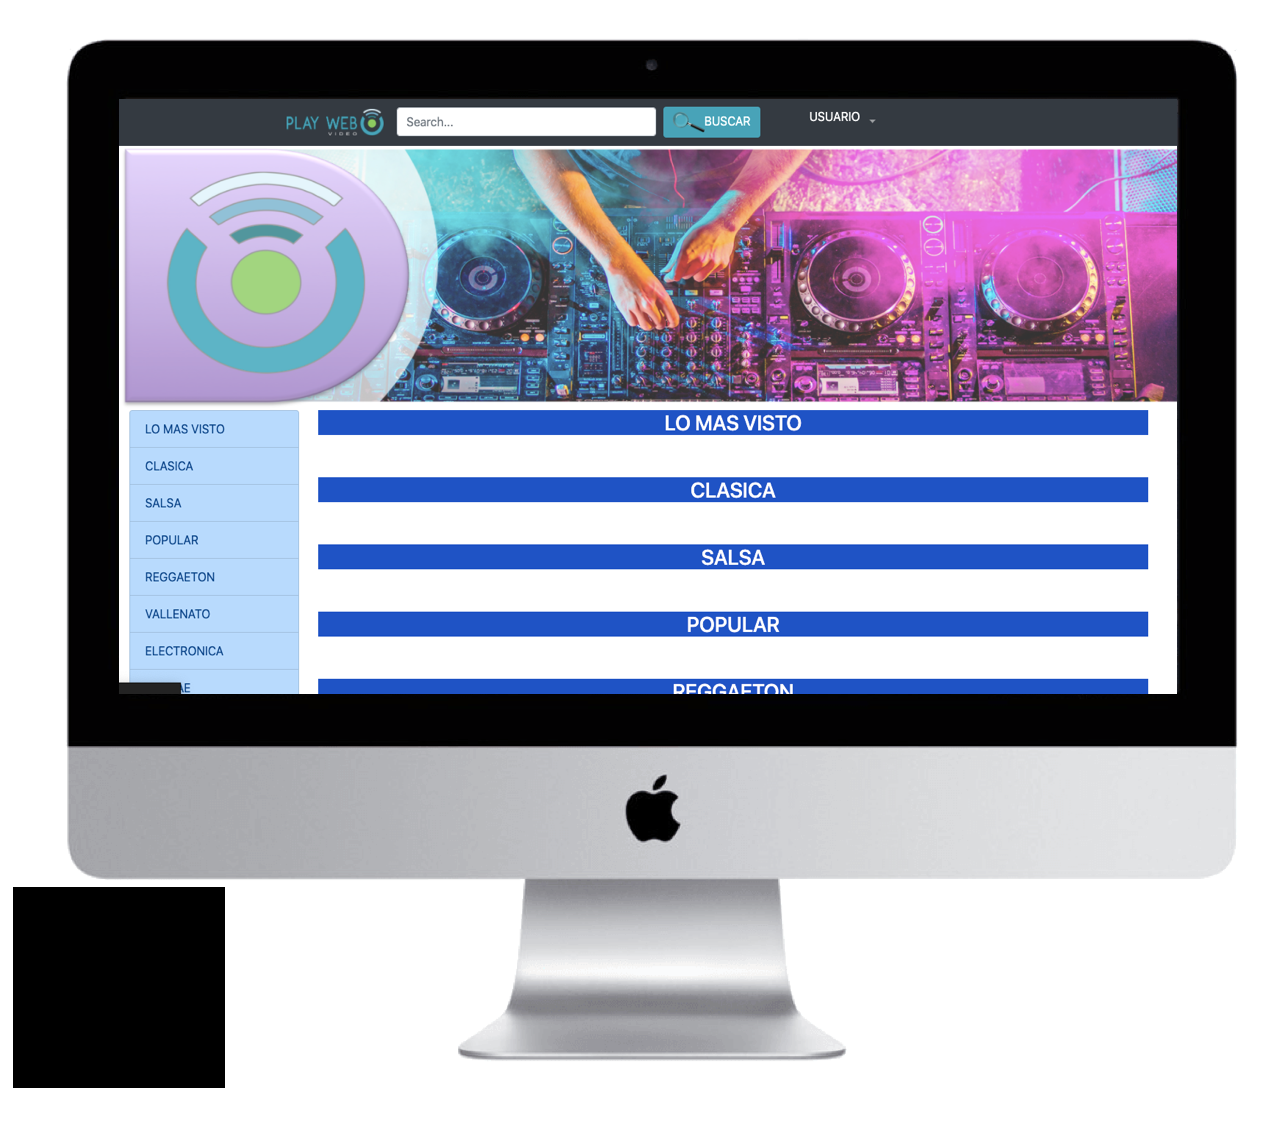 PLAY WEB
VIDEO
Search...
BUSCAR
USUARIO
LO MAS VISTO
CLASICA
SALSA
POPULAR
REGGAETON
VALLENATO
ELECTRONICA
LO MAS VISTO
CLASICA
SALSA
POPULAR
REGGAETON